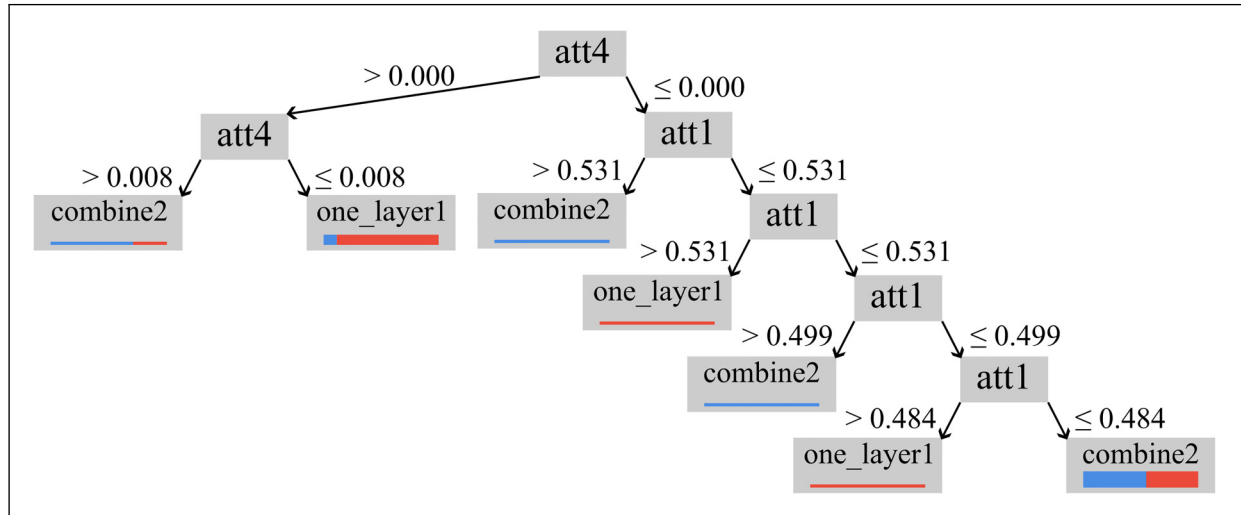 att4
> 0.000
≤ 0.000
att4
att1
> 0.008
≤ 0.008
> 0.531
≤ 0.531
combine2
one_layer1
combine2
att1
> 0.531
≤ 0.531
one_layer1
att1
> 0.499
≤ 0.499
combine2
att1
> 0.484
≤ 0.484
one_layer1
combine2